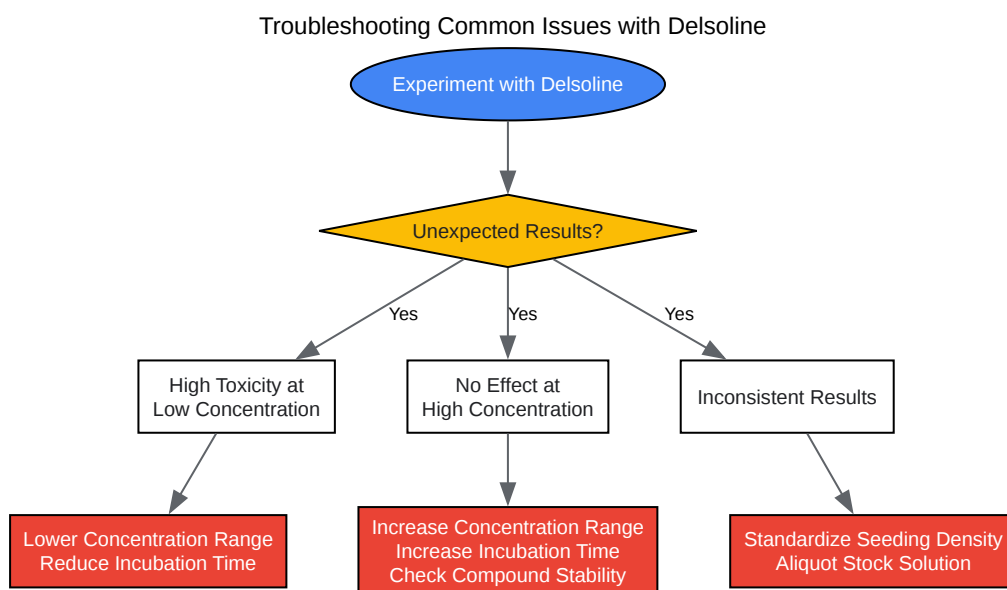 Troubleshooting Common Issues with Delsoline
Experiment with Delsoline
Unexpected Results?
Yes
Yes
Yes
High Toxicity at
Low Concentration
No Effect at
High Concentration
Inconsistent Results
Lower Concentration Range
Reduce Incubation Time
Increase Concentration Range
Increase Incubation Time
Check Compound Stability
Standardize Seeding Density
Aliquot Stock Solution